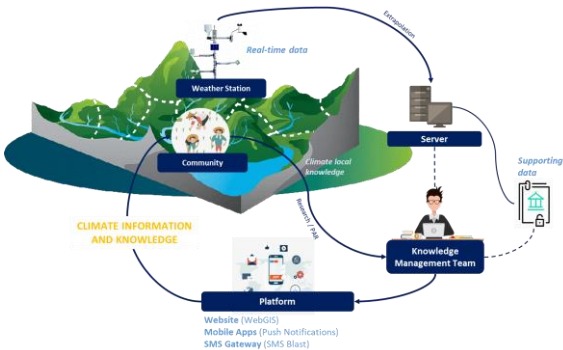 Real-time data
Extrapolation
Weather Station
Server
Community
Climate local
knowledge
Supporting
data
Research / PAR
CLIMATE INFORMATION
AND KNOWLEDGE
Knowledge
Management Team
Platform
Website (WebGIS)
Mobile Apps (Push Notifications)
SMS Gateway (SMS Blast)